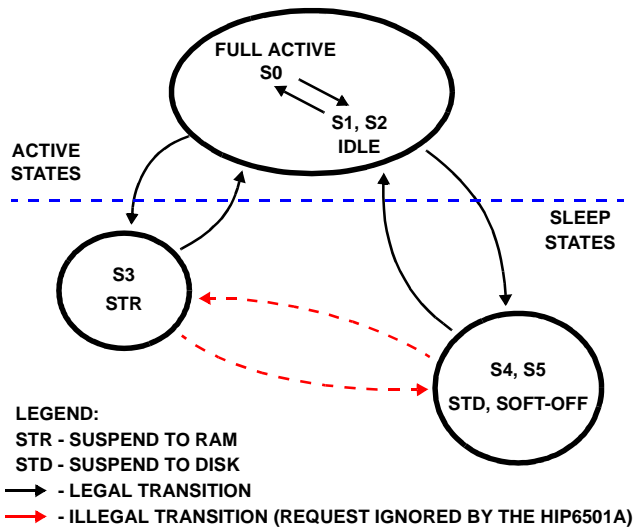 FULL ACTIVE
S0
S1, S2
IDLE
ACTIVE
STATES
SLEEP
STATES
S3
STR
S4, S5
STD, SOFT-OFF
LEGEND:
STR - SUSPEND TO RAM
STD - SUSPEND TO DISK
- LEGAL TRANSITION
- ILLEGAL TRANSITION (REQUEST IGNORED BY THE HIP6501A)